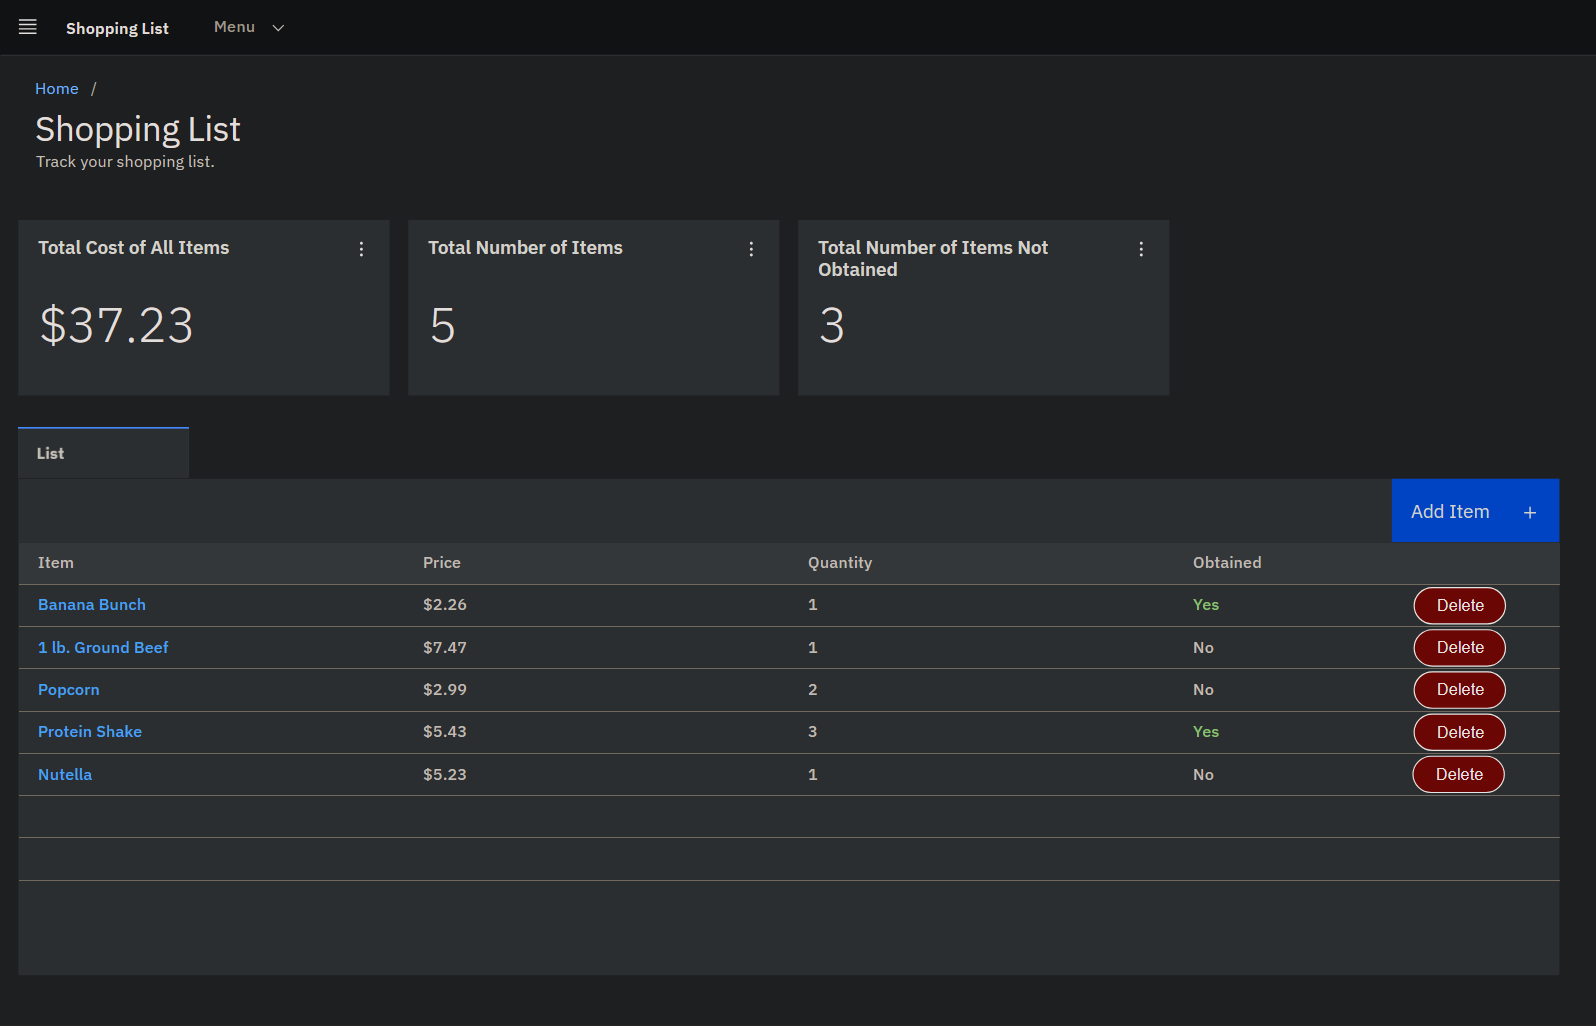 Shopping List Menu
Home /
Shopping List
Track your shopping list.
Total Cost of All Items
$37.23
Total Number of Items
5
Total Number of Items Not
Obtained
3
List
Add Item +
Item Price Quantity Obtained
Banana Bunch $2.26 1 Yes Delete
1 lb. Ground Beef $7.47 1 No Delete
Popcorn $2.99 2 No Delete
Protein Shake $5.43 3 Yes Delete
Nutella $5.23 1 No Delete